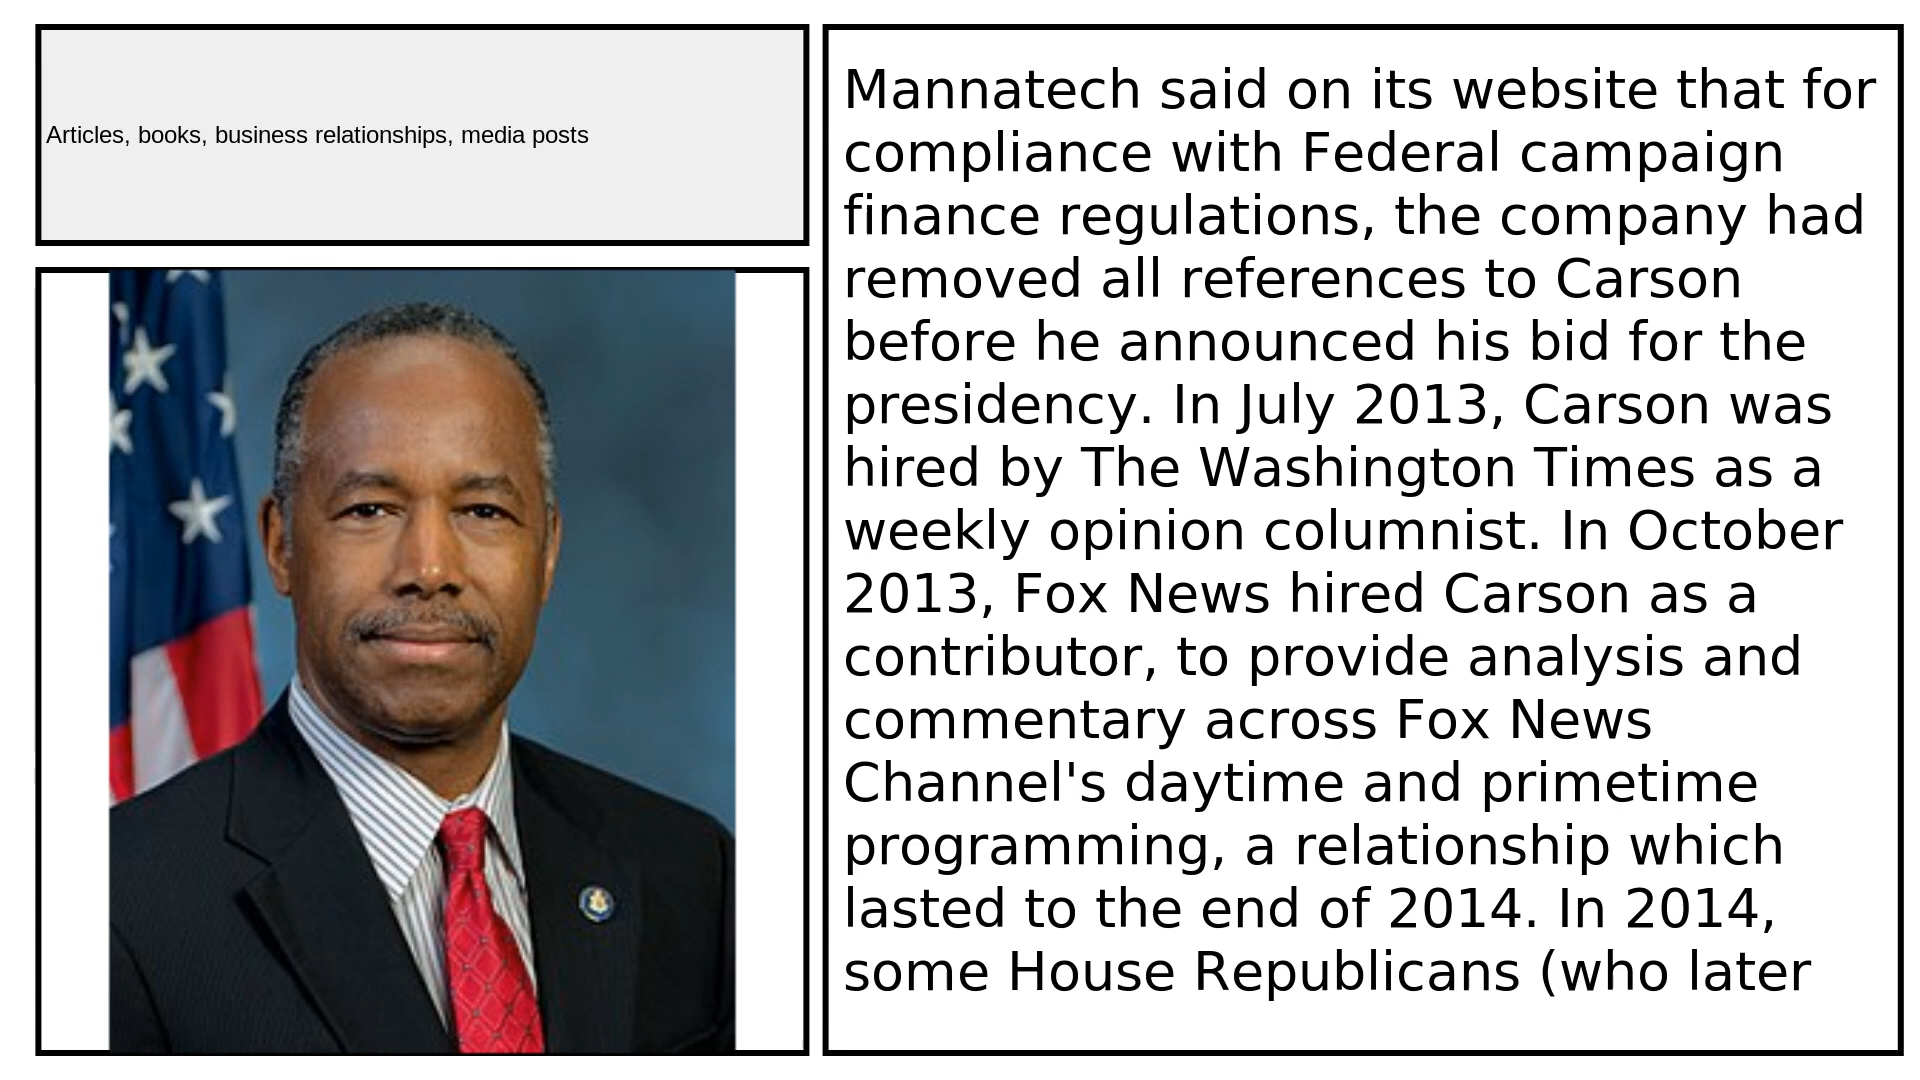 Articles, books, business relationships, media posts
Mannatech said on its website that for
compliance with Federal campaign
finance regulations, the company had
removed all references to Carson
before he announced his bid for the
presidency. In July 2013, Carson was
hired by The Washington Times as a
weekly opinion columnist. In October
2013, Fox News hired Carson as a
contributor, to provide analysis and
commentary across Fox News
Channel's daytime and primetime
programming, a relationship which
lasted to the end of 2014. In 2014,
some House Republicans (who later